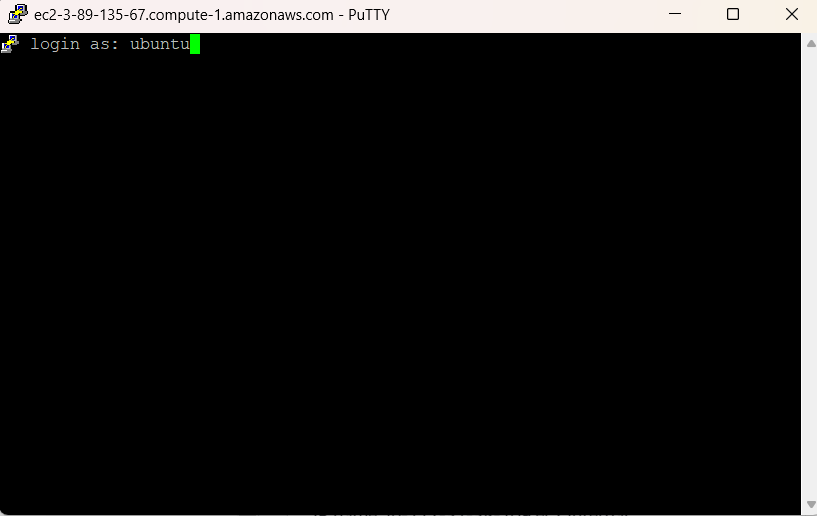 ec2-3-89-135-67.compute-1.amazonaws.com - PuTTY
login as: ubuntu